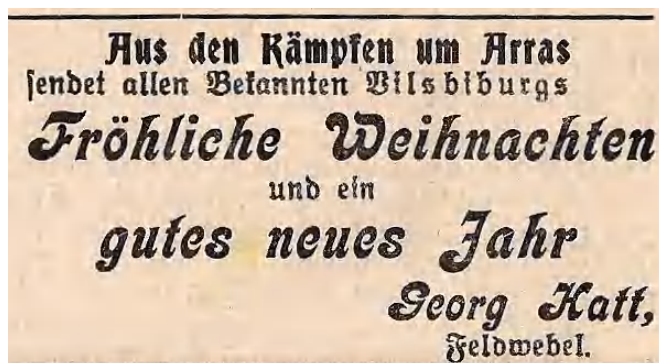 Aus den Kämpfen um Arras
sendet allen Bekannten Vilsbiburgs
Fröhliche Weihnachten
und ein
gutes neues Jahr
Georg Katt,
Feldwebel.